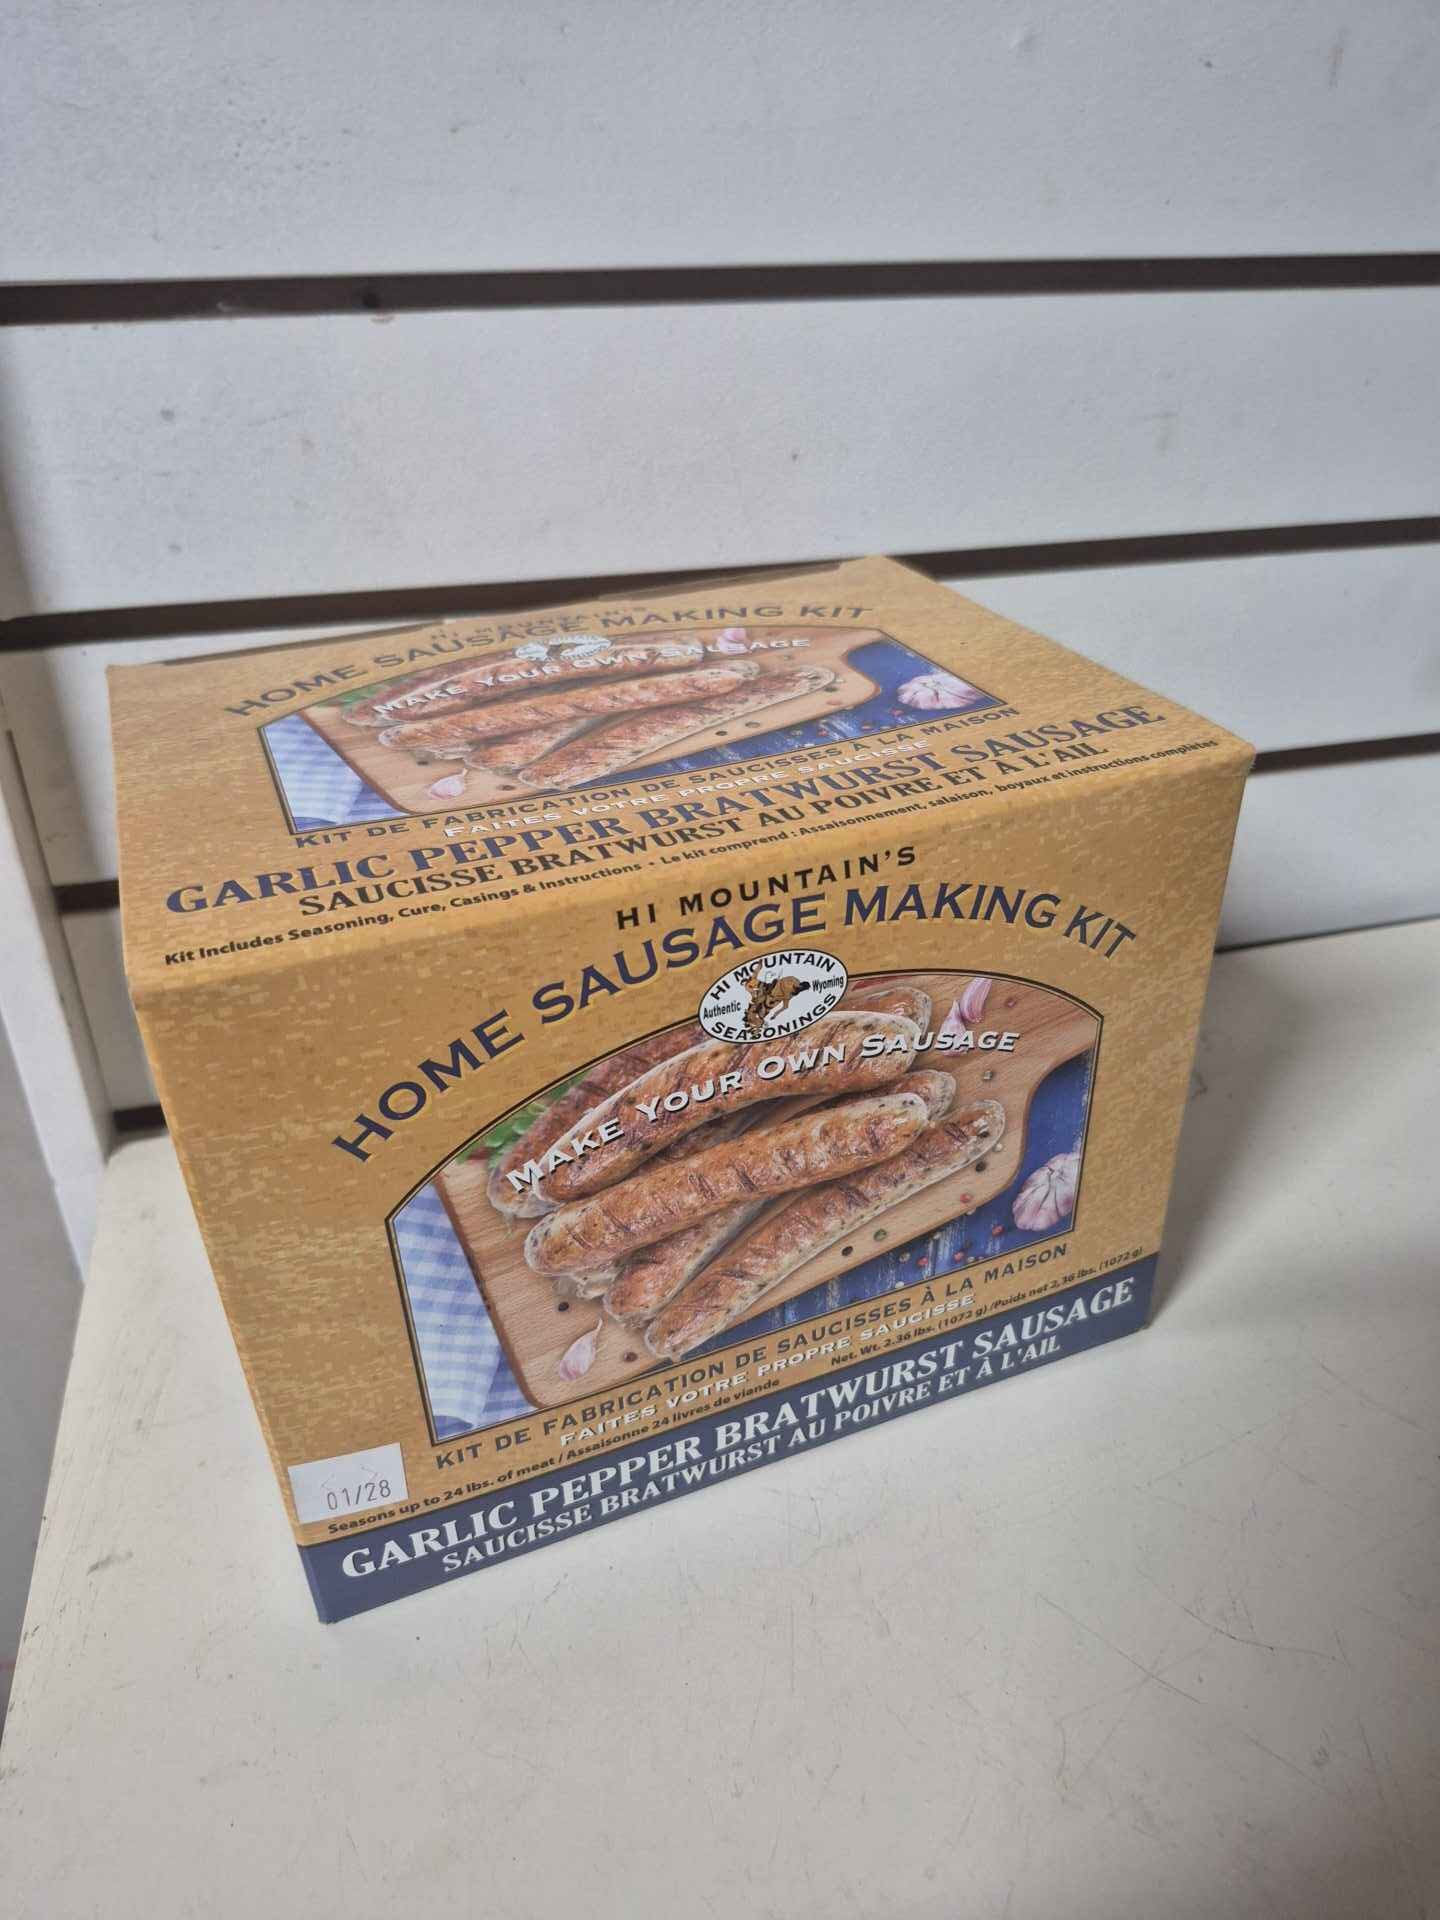 HI MOUNTAIN'S
HOME SAUSAGE MAKING KIT
MAKE YOUR OWN SAUSAGE
KIT DE FABRICATION DE SAUCISSES À LA MAISON
FAITES VOTRE PROPRE SAUCISSE
GARLIC PEPPER BRATWURST SAUSAGE
SAUCISSE BRATWURST AU POIVRE ET À L'AIL
Kit Includes Seasoning, Cure, Casings & Instructions • Le kit comprend : Assaisonnement, salaison, boyaux et instructions complètes
HI MOUNTAIN'S
HOME SAUSAGE MAKING KIT
HI MOUNTAIN
Authentic Wyoming
SEASONINGS
MAKE YOUR OWN SAUSAGE
KIT DE FABRICATION DE SAUCISSES À LA MAISON
FAITES VOTRE PROPRE SAUCISSE
Seasons up to 24 lbs. of meat / Assaisonne 24 livres de viande
Net. Wt. 2.36 lbs. (1072 g) /Poids net 2,36 lbs. (1072 g)
01/28
GARLIC PEPPER BRATWURST SAUSAGE
SAUCISSE BRATWURST AU POIVRE ET À L'AIL